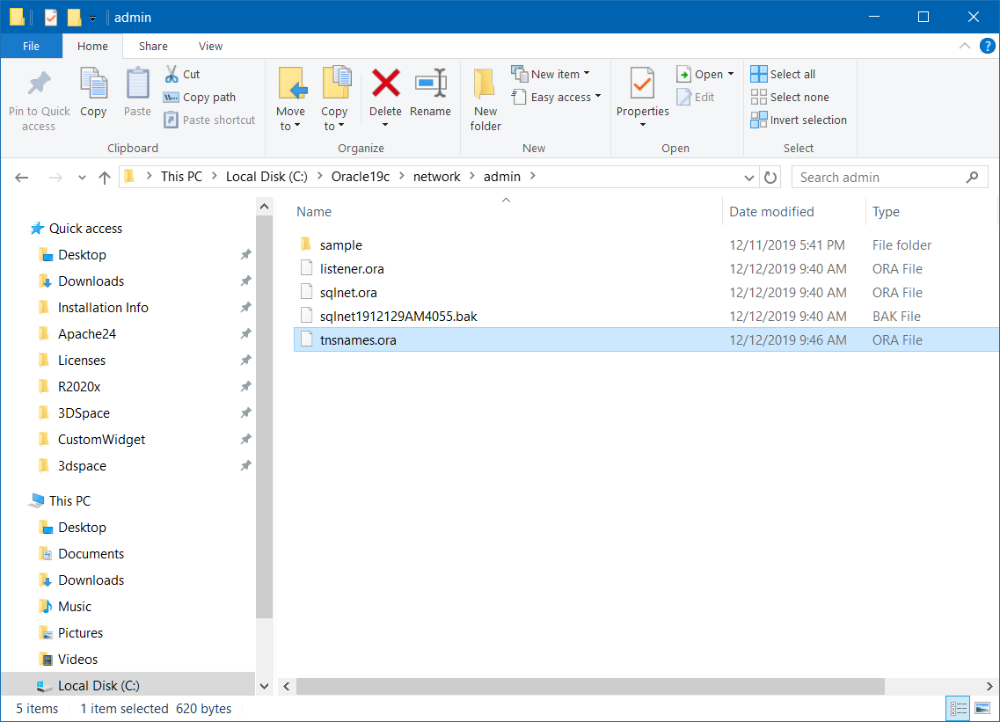 admin
File Home Share View
Pin to Quick access
Copy
Paste
Cut
Copy path
Paste shortcut
Clipboard
Move to
Copy to
Delete
Rename
Organize
New folder
New item
Easy access
New
Properties
Open
Edit
Open
Select all
Select none
Invert selection
Select
This PC > Local Disk (C:) > Oracle19c > network > admin >
Search admin
Quick access
Desktop
Downloads
Installation Info
Apache24
Licenses
R2020x
3DSpace
CustomWidget
3dspace
This PC
Desktop
Documents
Downloads
Music
Pictures
Videos
Local Disk (C:)
Name Date modified Type
sample 12/11/2019 5:41 PM File folder
listener.ora 12/12/2019 9:40 AM ORA File
sqlnet.ora 12/12/2019 9:40 AM ORA File
sqlnet1912129AM4055.bak 12/12/2019 9:40 AM BAK File
tnsnames.ora 12/12/2019 9:46 AM ORA File
5 items 1 item selected 620 bytes